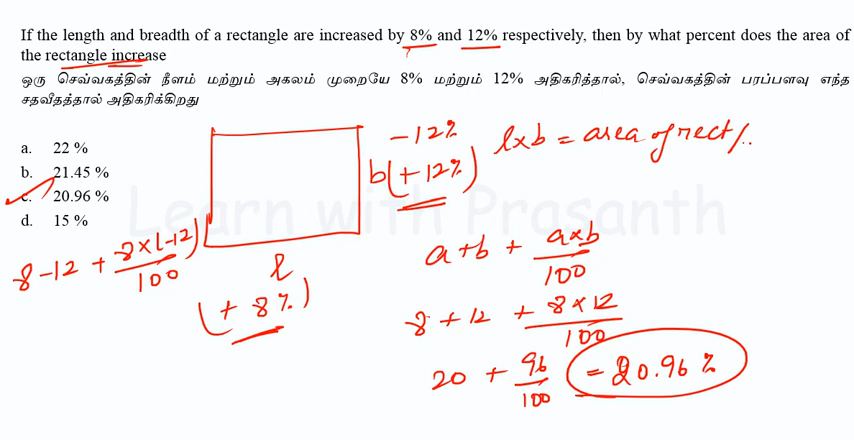 If the length and breadth of a rectangle are increased by 8% and 12% respectively, then by what percent does the area of
the rectangle increase
ஒரு செவ்வகத்தின் நீளம் மற்றும் அகலம் முறையே 8% மற்றும் 12% அதிகரித்தால், செவ்வகத்தின் பரப்பளவு எந்த
சதவீதத்தால் அதிகரிக்கிறது
a. 22 %
b. 21.45 %
c. 20.96 %
d. 15 %
-12%
b(+12%)
l×b = area of rect/..
Learn with Prasanth
8-12 + 8×(-12)
100
l
(+8%)
a+b + a×b
100
8+12 + 8×12
100
20 + 96
100
= 20.96%